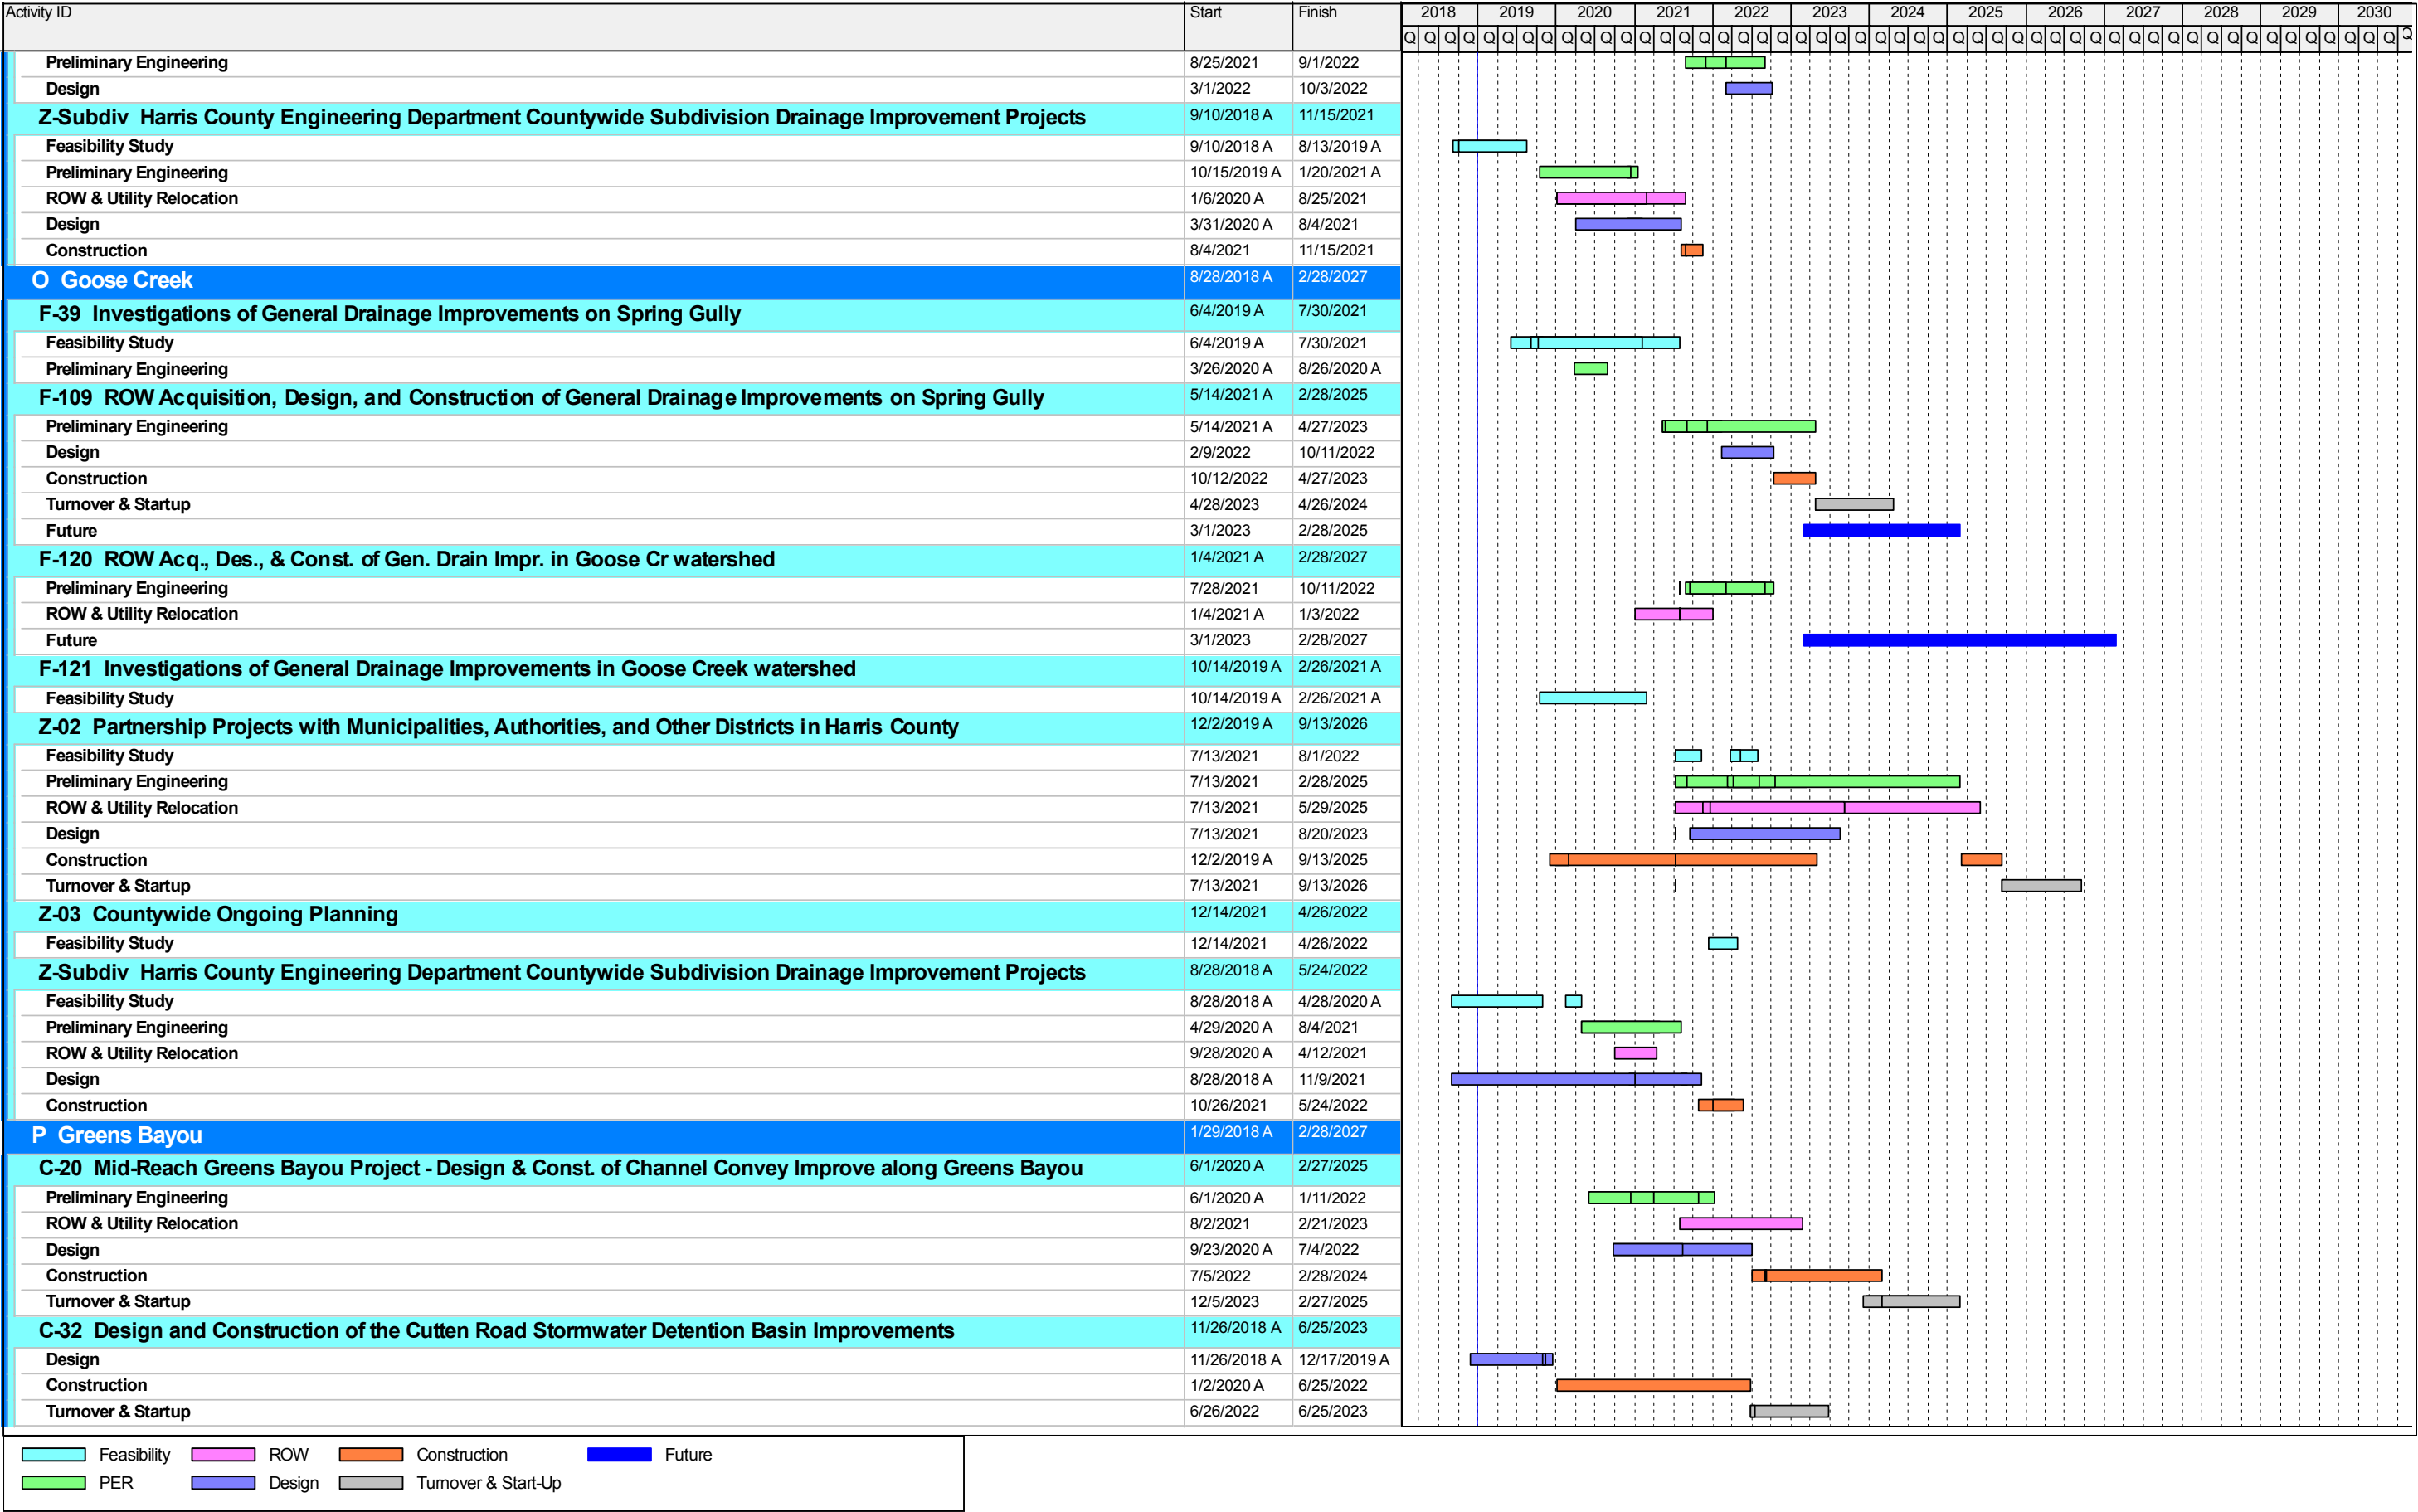 Activity ID Start Finish 2018 2019 2020 2021 2022 2023 2024 2025 2026 2027 2028 2029 2030
Q Q Q Q Q Q Q Q Q Q Q Q Q Q Q Q Q Q Q Q Q Q Q Q Q Q Q Q Q Q Q Q Q Q Q Q Q Q Q Q Q Q Q Q Q Q Q Q Q Q Q Q
Preliminary Engineering 8/25/2021 9/1/2022
Design 3/1/2022 10/3/2022
Z-Subdiv Harris County Engineering Department Countywide Subdivision Drainage Improvement Projects 9/10/2018 A 11/15/2021
Feasibility Study 9/10/2018 A 8/13/2019 A
Preliminary Engineering 10/15/2019 A 1/20/2021 A
ROW & Utility Relocation 1/6/2020 A 8/25/2021
Design 3/31/2020 A 8/4/2021
Construction 8/4/2021 11/15/2021
O Goose Creek 8/28/2018 A 2/28/2027
F-39 Investigations of General Drainage Improvements on Spring Gully 6/4/2019 A 7/30/2021
Feasibility Study 6/4/2019 A 7/30/2021
Preliminary Engineering 3/26/2020 A 8/26/2020 A
F-109 ROW Acquisition, Design, and Construction of General Drainage Improvements on Spring Gully 5/14/2021 A 2/28/2025
Preliminary Engineering 5/14/2021 A 4/27/2023
Design 2/9/2022 10/11/2022
Construction 10/12/2022 4/27/2023
Turnover & Startup 4/28/2023 4/26/2024
Future 3/1/2023 2/28/2025
F-120 ROW Acq., Des., & Const. of Gen. Drain Impr. in Goose Cr watershed 1/4/2021 A 2/28/2027
Preliminary Engineering 7/28/2021 10/11/2022
ROW & Utility Relocation 1/4/2021 A 1/3/2022
Future 3/1/2023 2/28/2027
F-121 Investigations of General Drainage Improvements in Goose Creek watershed 10/14/2019 A 2/26/2021 A
Feasibility Study 10/14/2019 A 2/26/2021 A
Z-02 Partnership Projects with Municipalities, Authorities, and Other Districts in Harris County 12/2/2019 A 9/13/2026
Feasibility Study 7/13/2021 8/1/2022
Preliminary Engineering 7/13/2021 2/28/2025
ROW & Utility Relocation 7/13/2021 5/29/2025
Design 7/13/2021 8/20/2023
Construction 12/2/2019 A 9/13/2025
Turnover & Startup 7/13/2021 9/13/2026
Z-03 Countywide Ongoing Planning 12/14/2021 4/26/2022
Feasibility Study 12/14/2021 4/26/2022
Z-Subdiv Harris County Engineering Department Countywide Subdivision Drainage Improvement Projects 8/28/2018 A 5/24/2022
Feasibility Study 8/28/2018 A 4/28/2020 A
Preliminary Engineering 4/29/2020 A 8/4/2021
ROW & Utility Relocation 9/28/2020 A 4/12/2021
Design 8/28/2018 A 11/9/2021
Construction 10/26/2021 5/24/2022
P Greens Bayou 1/29/2018 A 2/28/2027
C-20 Mid-Reach Greens Bayou Project - Design & Const. of Channel Convey Improve along Greens Bayou 6/1/2020 A 2/27/2025
Preliminary Engineering 6/1/2020 A 1/11/2022
ROW & Utility Relocation 8/2/2021 2/21/2023
Design 9/23/2020 A 7/4/2022
Construction 7/5/2022 2/28/2024
Turnover & Startup 12/5/2023 2/27/2025
C-32 Design and Construction of the Cutten Road Stormwater Detention Basin Improvements 11/26/2018 A 6/25/2023
Design 11/26/2018 A 12/17/2019 A
Construction 1/2/2020 A 6/25/2022
Turnover & Startup 6/26/2022 6/25/2023
Feasibility ROW Construction Future
PER Design Turnover & Start-Up